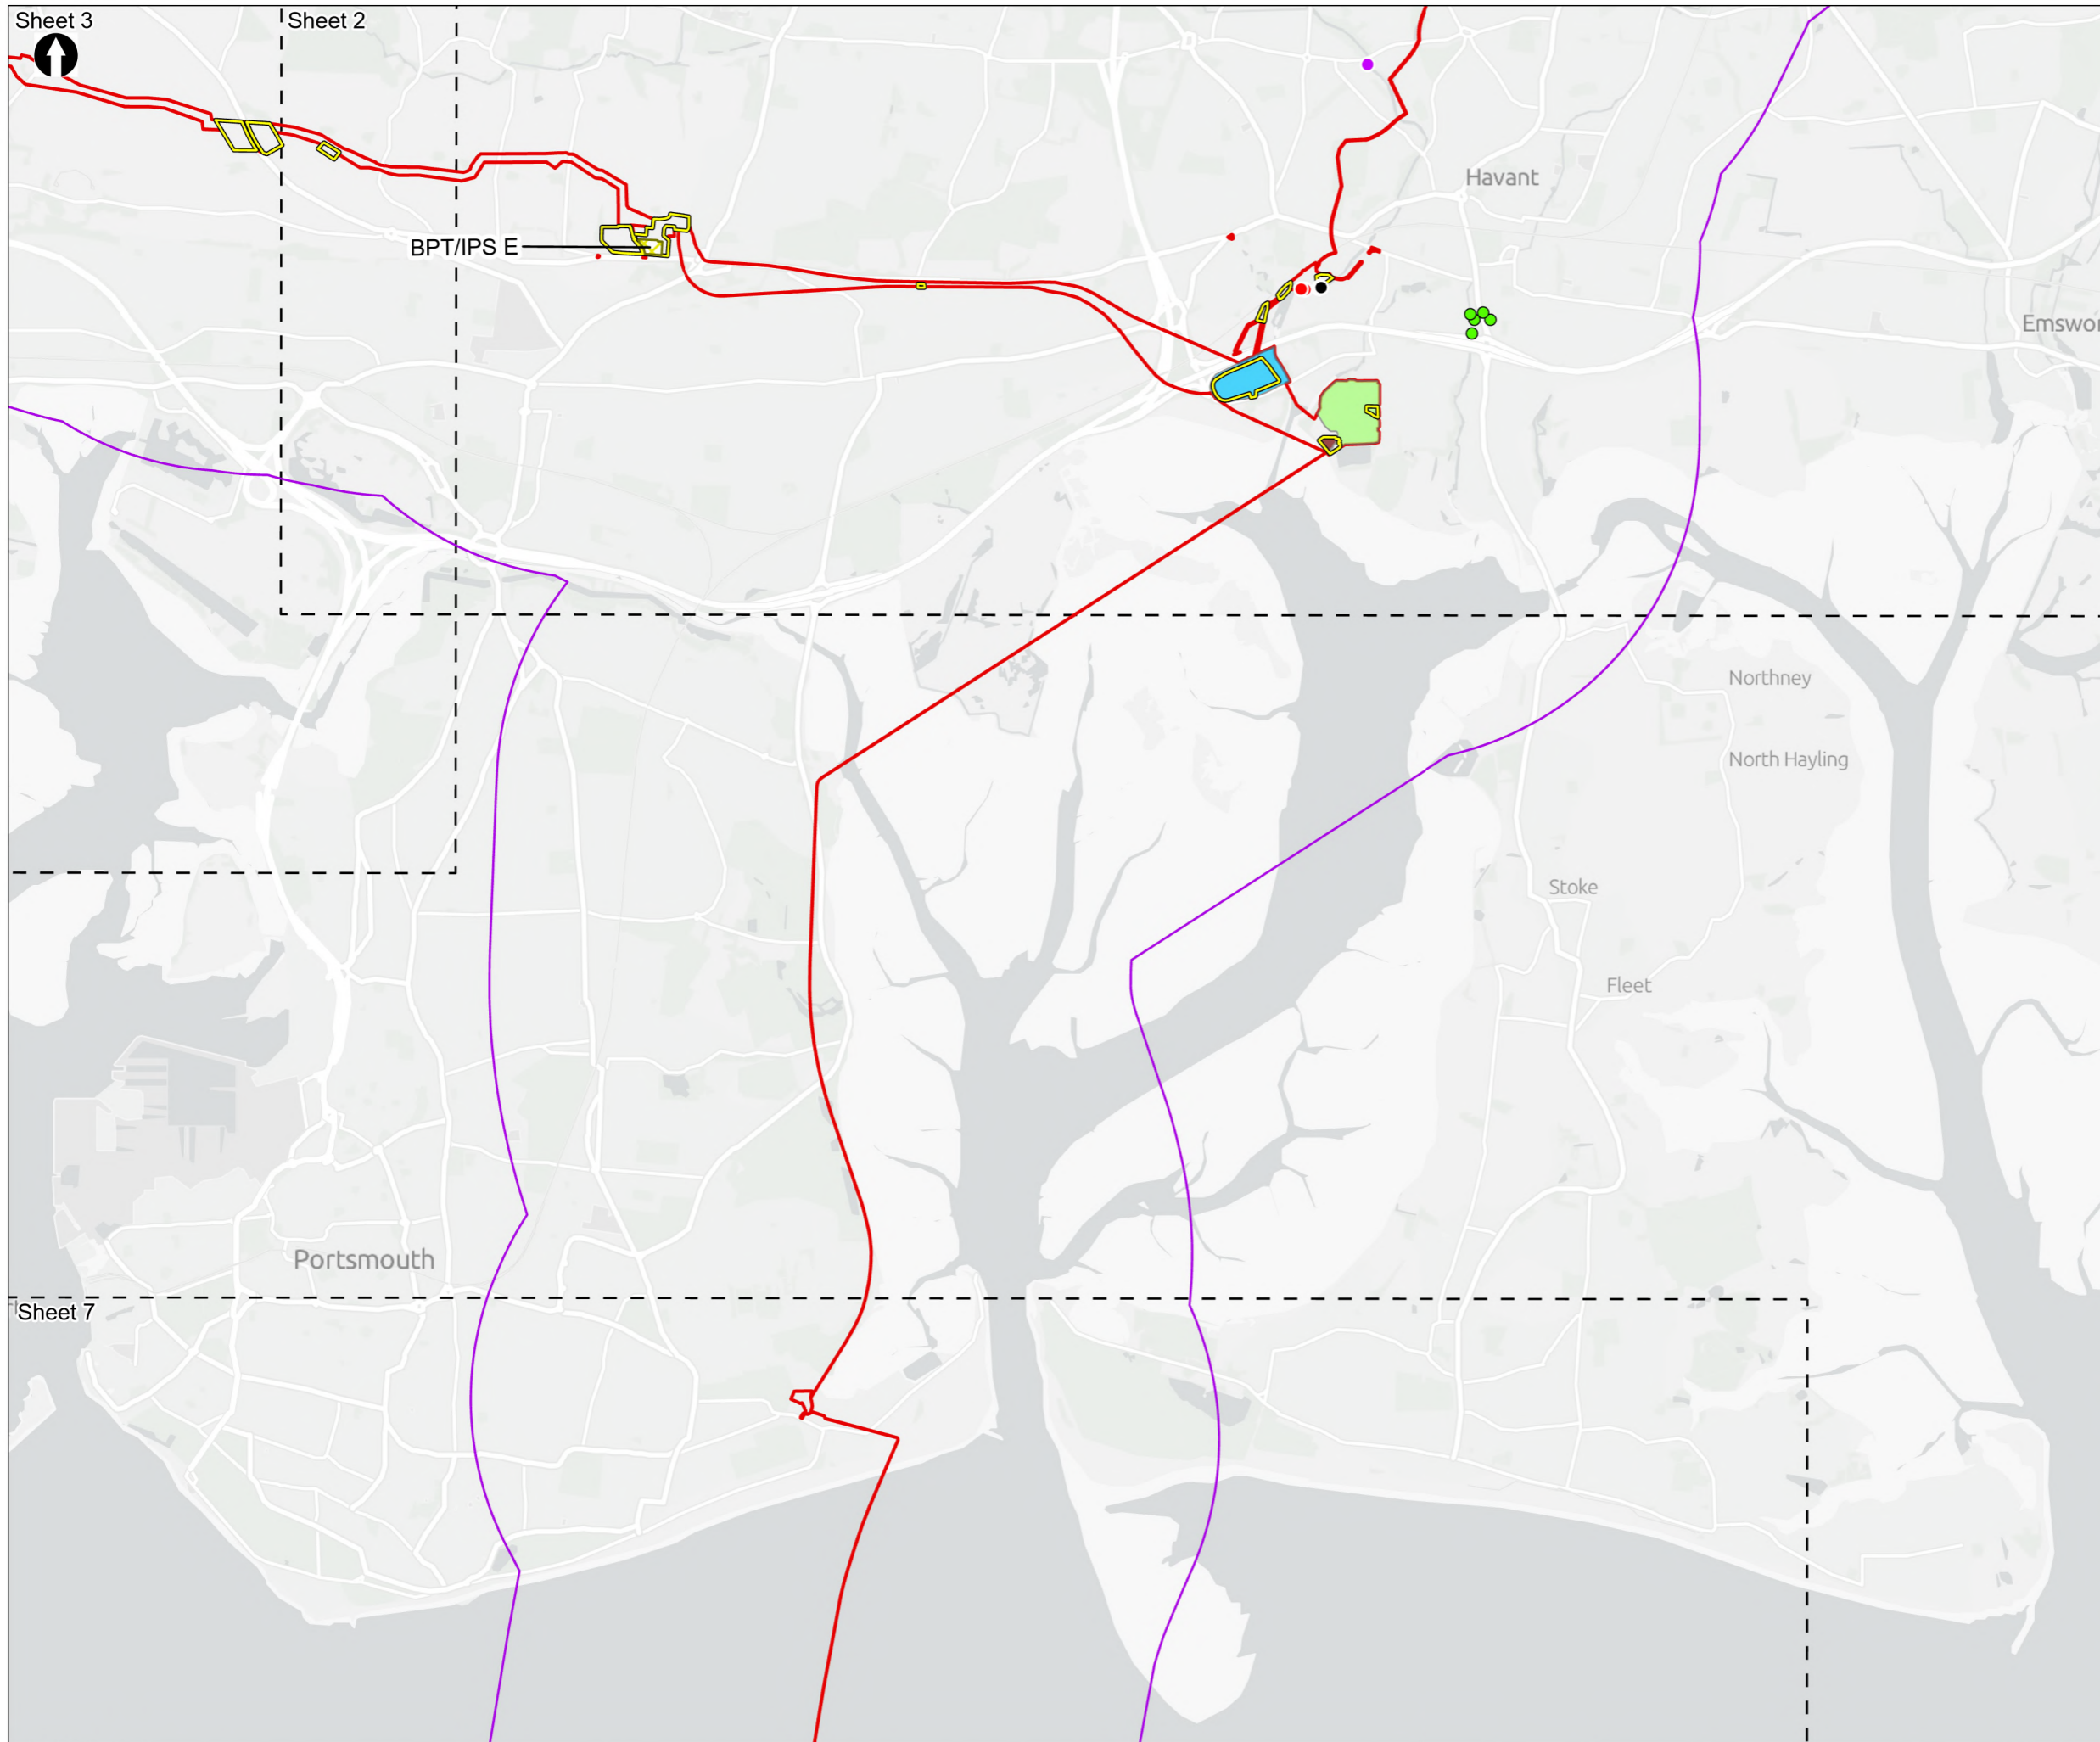 Sheet 3
Sheet 2
Havant
BPT/IPS E
Emswor
Northney
North Hayling
Stoke
Fleet
Portsmouth
Sheet 7